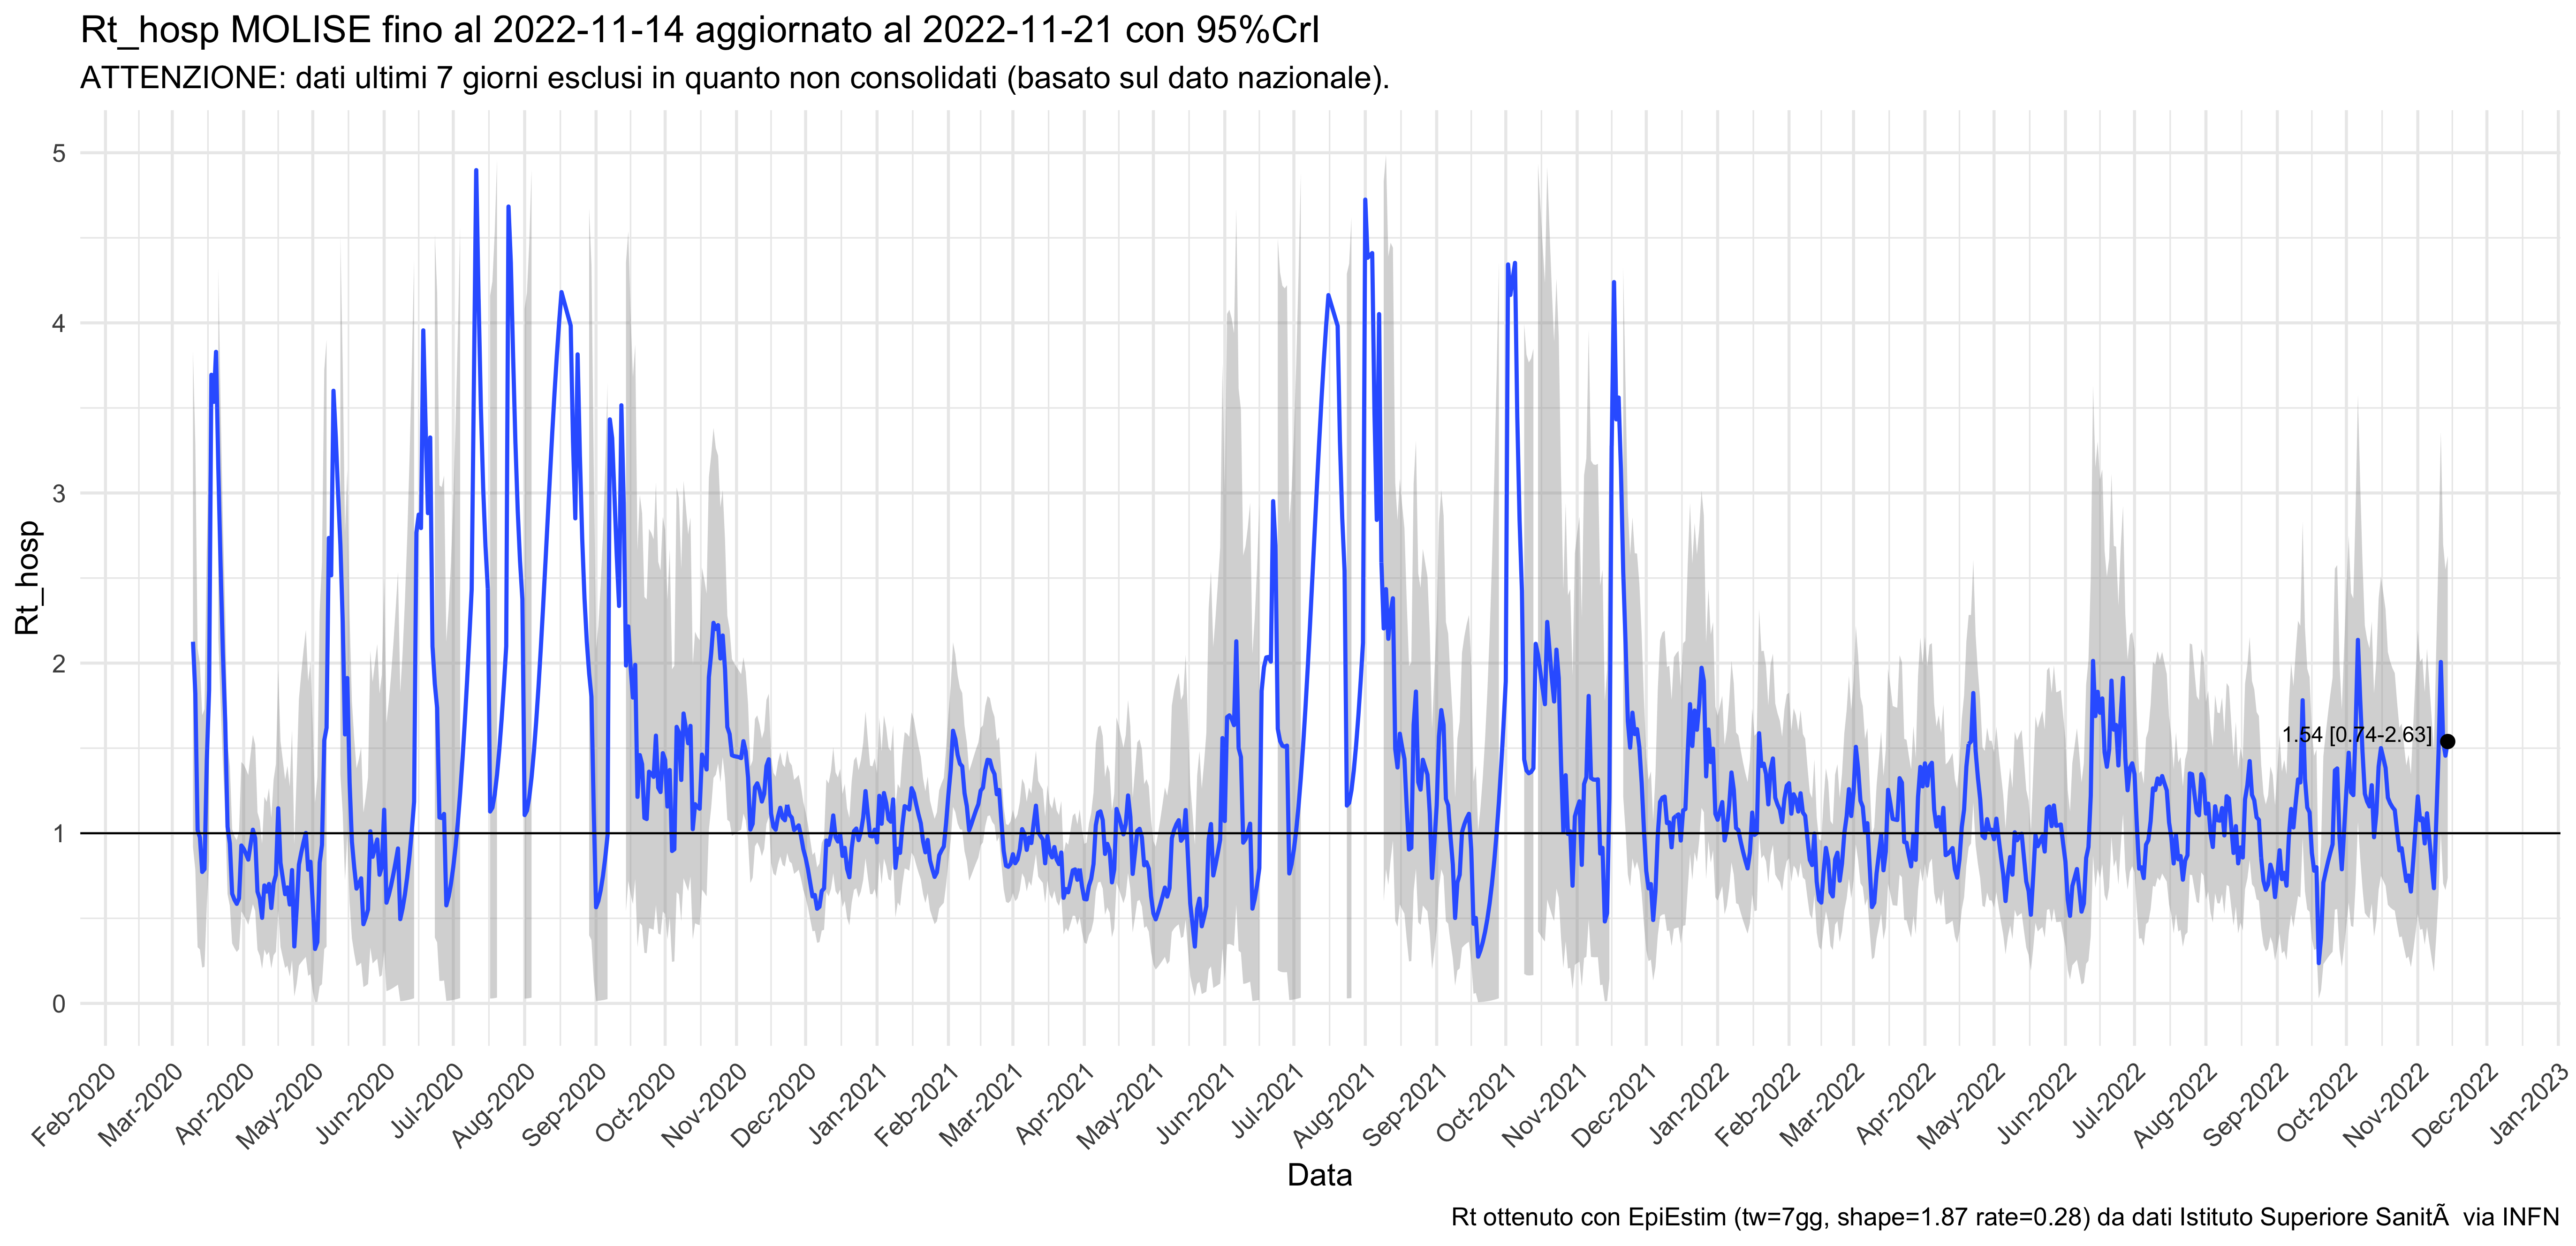 Rt_hosp MOLISE fino al 2022-11-14 aggiornato al 2022-11-21 con 95%CrI
ATTENZIONE: dati ultimi 7 giorni esclusi in quanto non consolidati (basato sul dato nazionale).
5
4
3
2
1
0
Rt_hosp
1.54 [0.74-2.63]
Feb-2020
Mar-2020
Apr-2020
May-2020
Jun-2020
Jul-2020
Aug-2020
Sep-2020
Oct-2020
Nov-2020
Dec-2020
Jan-2021
Feb-2021
Mar-2021
Apr-2021
May-2021
Jun-2021
Jul-2021
Aug-2021
Sep-2021
Oct-2021
Nov-2021
Dec-2021
Jan-2022
Feb-2022
Mar-2022
Apr-2022
May-2022
Jun-2022
Jul-2022
Aug-2022
Sep-2022
Oct-2022
Nov-2022
Dec-2022
Jan-2023
Data
Rt ottenuto con EpiEstim (tw=7gg, shape=1.87 rate=0.28) da dati Istituto Superiore SanitÃ  via INFN